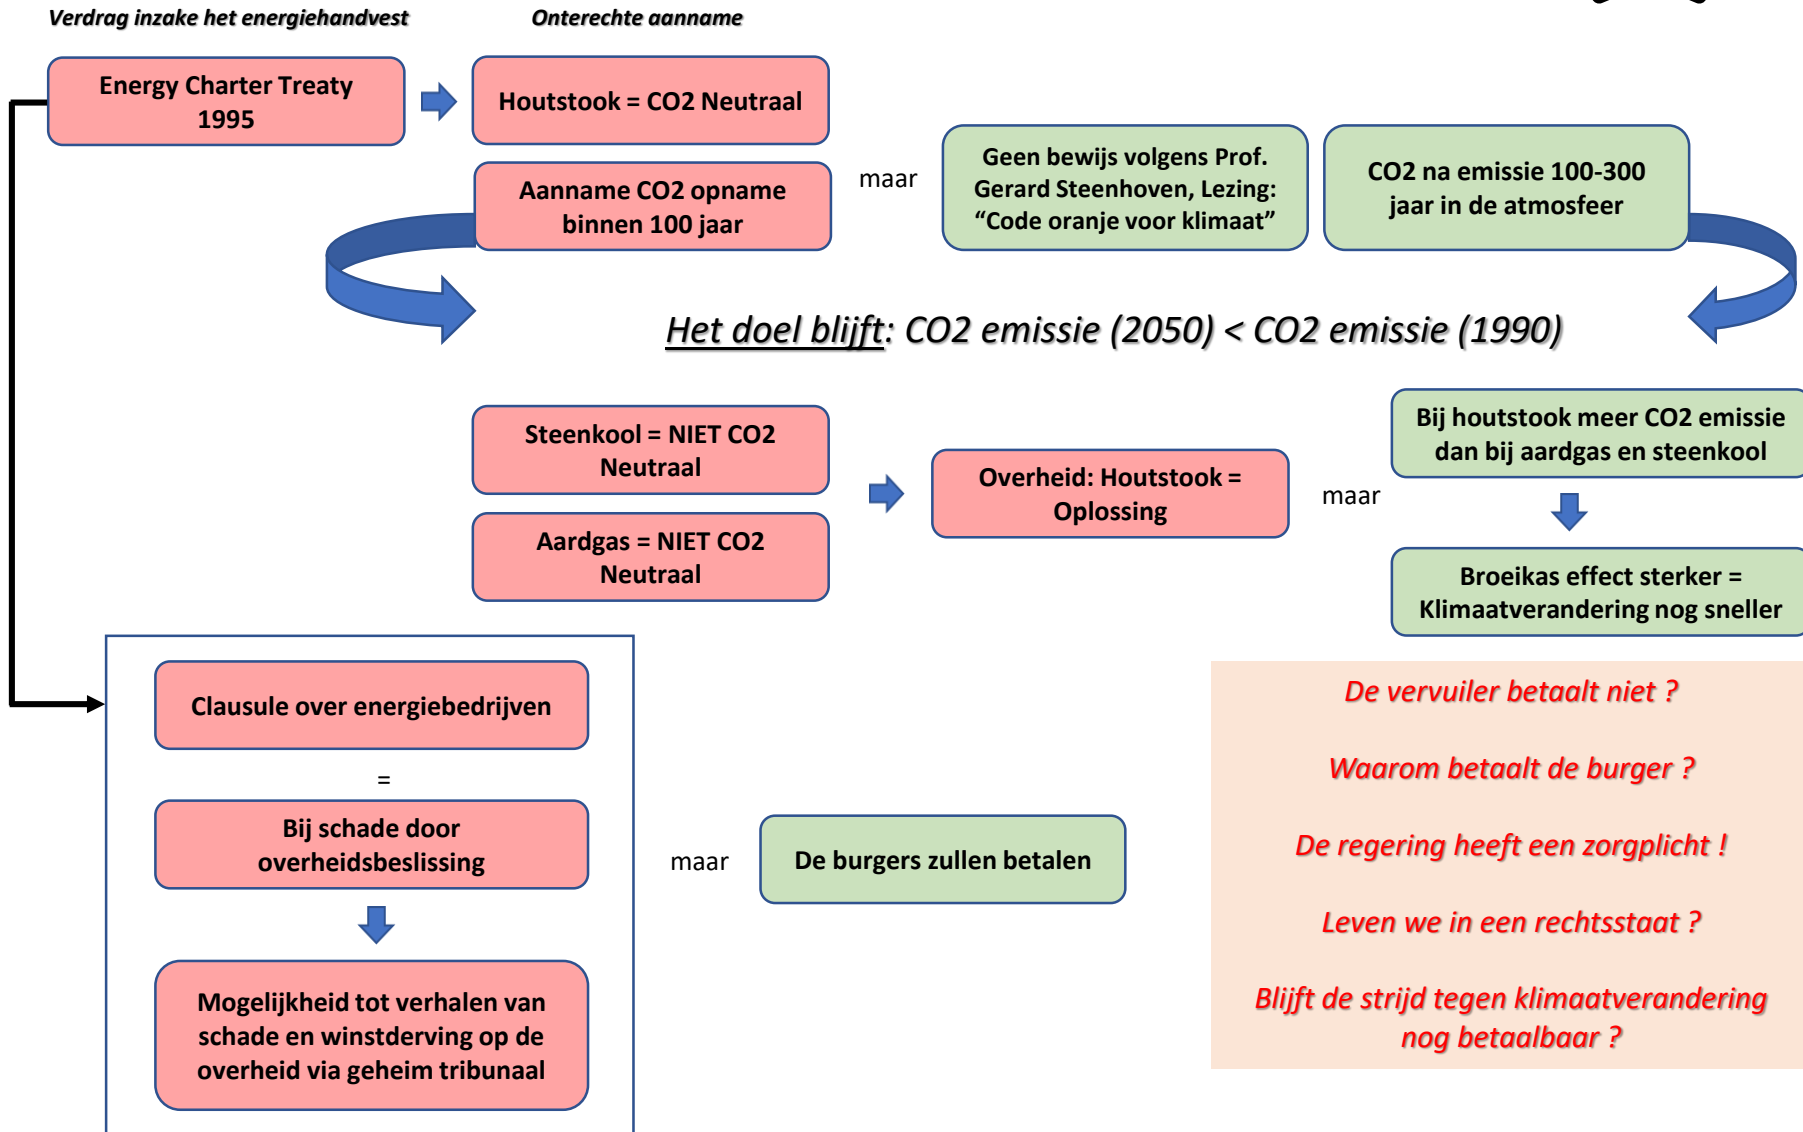 Verdrag inzake het energiehandvest
Onterechte aanname
Energy Charter Treaty
1995
Houtstook = CO2 Neutraal
Aanname CO2 opname
binnen 100 jaar
maar
Geen bewijs volgens Prof.
Gerard Steenhoven, Lezing:
“Code oranje voor klimaat”
CO2 na emissie 100-300
jaar in de atmosfeer
Het doel blijft: CO2 emissie (2050) < CO2 emissie (1990)
Steenkool = NIET CO2
Neutraal
Aardgas = NIET CO2
Neutraal
Overheid: Houtstook =
Oplossing
maar
Bij houtstook meer CO2 emissie
dan bij aardgas en steenkool
Broeikas effect sterker =
Klimaatverandering nog sneller
Clausule over energiebedrijven
=
Bij schade door
overheidsbeslissing
Mogelijkheid tot verhalen van
schade en winstderving op de
overheid via geheim tribunaal
maar
De burgers zullen betalen
De vervuiler betaalt niet ?
Waarom betaalt de burger ?
De regering heeft een zorgplicht !
Leven we in een rechtsstaat ?
Blijft de strijd tegen klimaatverandering
nog betaalbaar ?